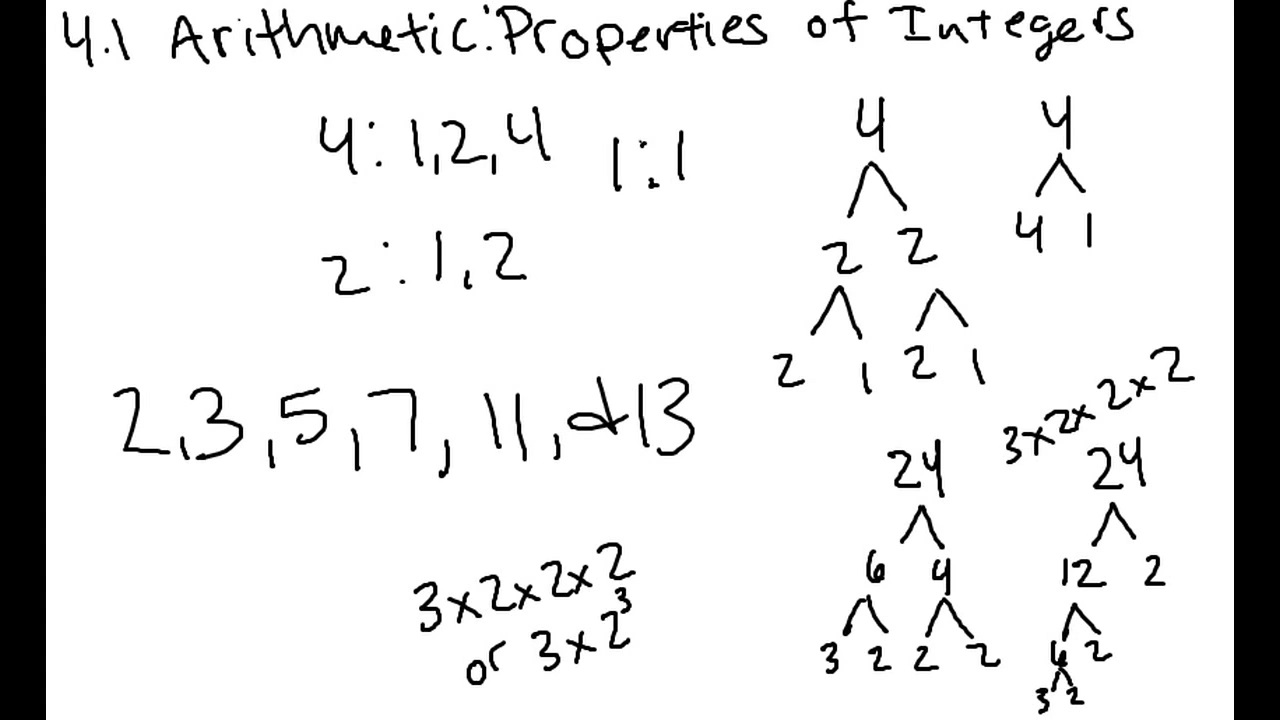 4.1 Arithmetic: Properties of Integers
4: 1,2,4
1:1
2: 1,2
2,3,5,7,11,&13
3x2x2x2
or 3x2³
4
2 2
2 1 2 1
4
4 1
24
6 4
3 2 2 2
3x2x2x2
24
12 2
6 2
3 2